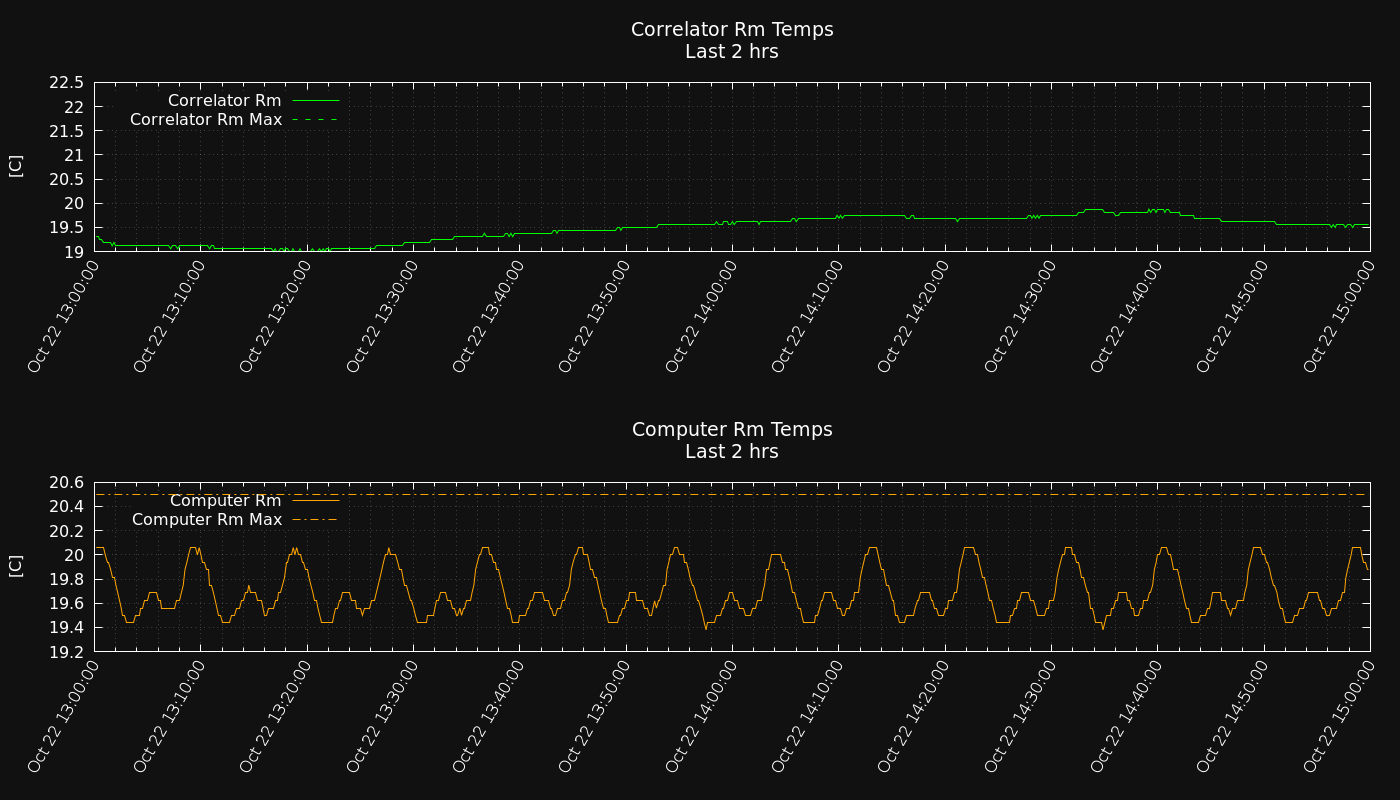 Correlator Rm Temps
Last 2 hrs
22.5
22
21.5
21
20.5
20
19.5
19
[C]
Correlator Rm
Correlator Rm Max
Oct 22 13:00:00
Oct 22 13:10:00
Oct 22 13:20:00
Oct 22 13:30:00
Oct 22 13:40:00
Oct 22 13:50:00
Oct 22 14:00:00
Oct 22 14:10:00
Oct 22 14:20:00
Oct 22 14:30:00
Oct 22 14:40:00
Oct 22 14:50:00
Oct 22 15:00:00
Computer Rm Temps
Last 2 hrs
20.6
20.4
20.2
20
19.8
19.6
19.4
19.2
[C]
Computer Rm
Computer Rm Max
Oct 22 13:00:00
Oct 22 13:10:00
Oct 22 13:20:00
Oct 22 13:30:00
Oct 22 13:40:00
Oct 22 13:50:00
Oct 22 14:00:00
Oct 22 14:10:00
Oct 22 14:20:00
Oct 22 14:30:00
Oct 22 14:40:00
Oct 22 14:50:00
Oct 22 15:00:00